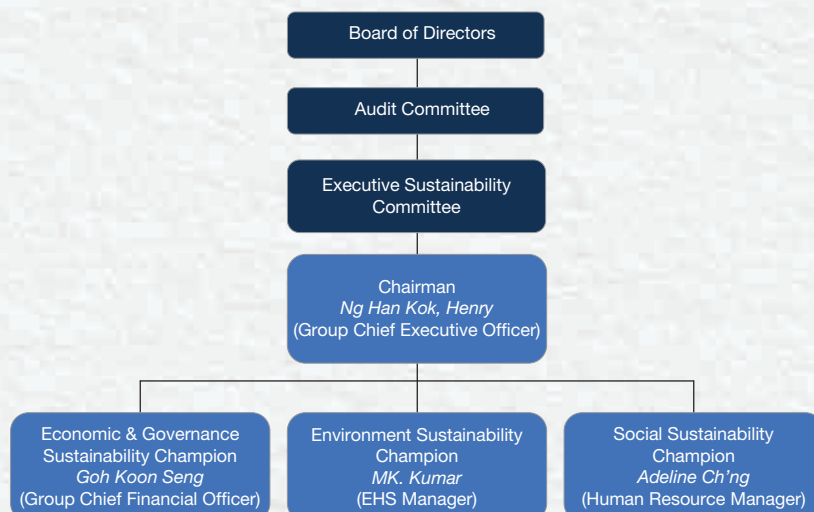 Board of Directors
Audit Committee
Executive Sustainability
Committee
Chairman
Ng Han Kok, Henry
(Group Chief Executive Officer)
Economic & Governance
Sustainability Champion
Goh Koon Seng
(Group Chief Financial Officer)
Environment Sustainability
Champion
MK. Kumar
(EHS Manager)
Social Sustainability
Champion
Adeline Ch’ng
(Human Resource Manager)